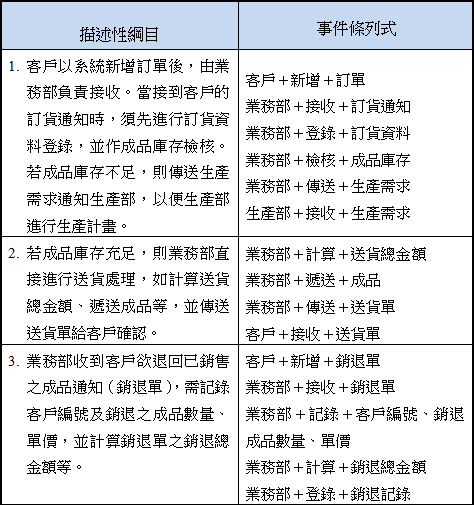 描述性綱目
事件條列式
1. 客戶以系統新增訂單後，由業
務部負責接收。當接到客戶的
訂貨通知時，須先進行訂貨資
料登錄，並作成品庫存檢核。
若成品庫存不足，則傳送生產
需求通知生產部，以便生產部
進行生產計畫。
客戶＋新增＋訂單
業務部＋接收＋訂貨通知
業務部＋登錄＋訂貨資料
業務部＋檢核＋成品庫存
業務部＋傳送＋生產需求
生產部＋接收＋生產需求
2. 若成品庫存充足，則業務部直
接進行送貨處理，如計算送貨
總金額、遞送成品等，並傳送
送貨單給客戶確認。
業務部＋計算＋送貨總金額
業務部＋遞送＋成品
業務部＋傳送＋送貨單
客戶＋接收＋送貨單
3. 業務部收到客戶欲退回已銷售
之成品通知（銷退單），需記錄
客戶編號及銷退之成品數量、
單價，並計算銷退單之銷退總
金額等。
客戶＋新增＋銷退單
業務部＋接收＋銷退單
業務部＋記錄＋客戶編號、銷退
成品數量、單價
業務部＋計算＋銷退總金額
業務部＋登錄＋銷退記錄